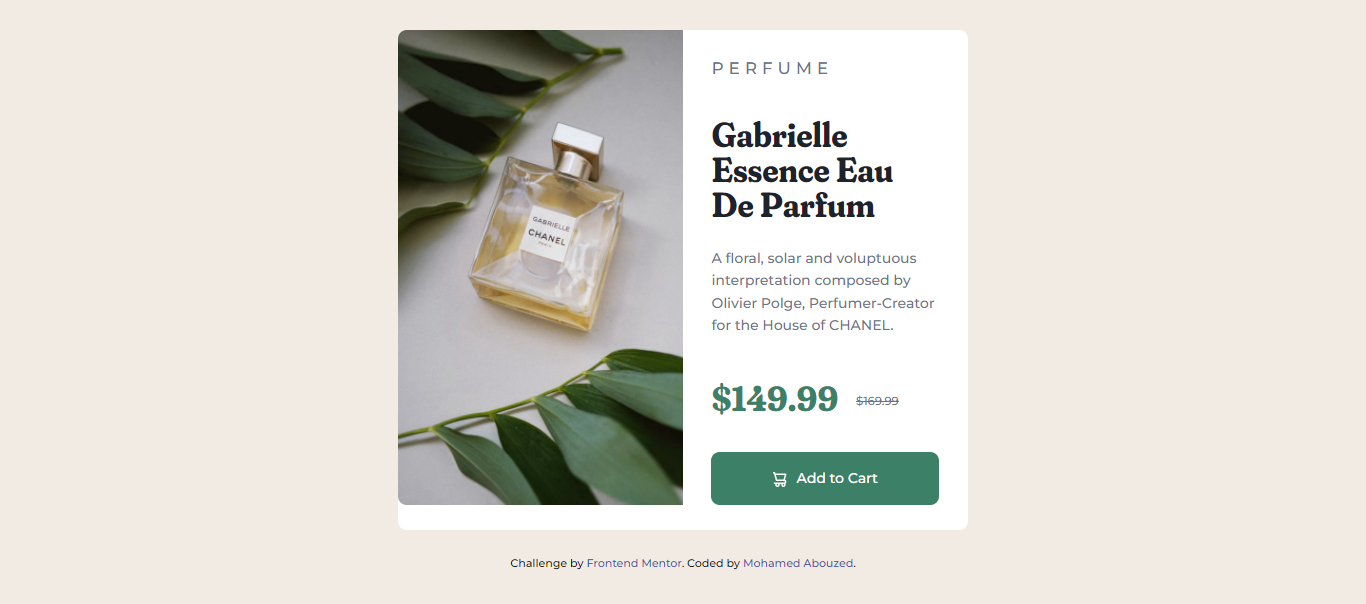 PERFUME
Gabrielle
Essence Eau
De Parfum
A floral, solar and voluptuous
interpretation composed by
Olivier Polge, Perfumer-Creator
for the House of CHANEL.
$149.99 $169.99
Add to Cart
GABRIELLE
CHANEL
PARIS
Challenge by Frontend Mentor. Coded by Mohamed Abouzed.